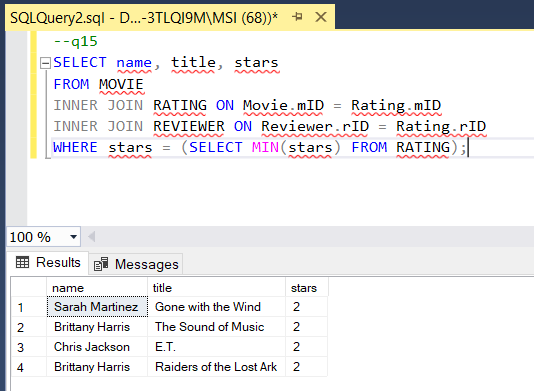 SQLQuery2.sql - D...-3TLQI9M\MSI (68))*
--q15
SELECT name, title, stars
FROM MOVIE
INNER JOIN RATING ON Movie.mID = Rating.mID
INNER JOIN REVIEWER ON Reviewer.rID = Rating.rID
WHERE stars = (SELECT MIN(stars) FROM RATING);
100 %
Results Messages
name title stars
1 Sarah Martinez Gone with the Wind 2
2 Brittany Harris The Sound of Music 2
3 Chris Jackson E.T. 2
4 Brittany Harris Raiders of the Lost Ark 2